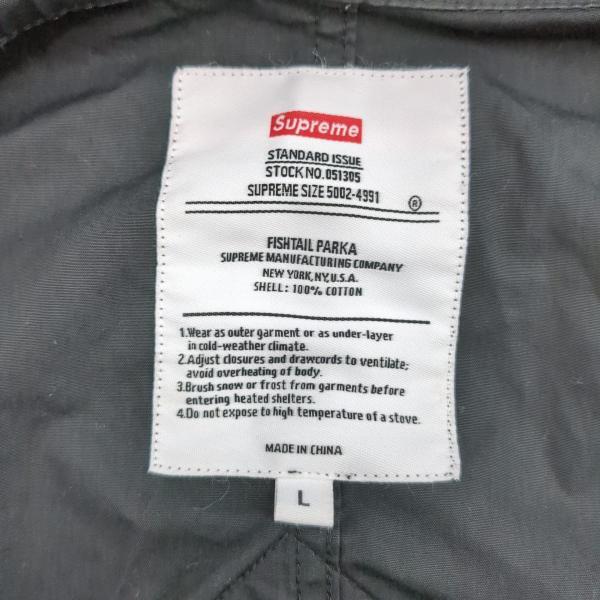 Supreme
STANDARD ISSUE
STOCK NO.051305
SUPREME SIZE 5002-4991
®
FISHTAIL PARKA
SUPREME MANUFACTURING COMPANY
NEW YORK,NY,U.S.A.
SHELL: 100% COTTON
1.Wear as outer garment or as under-layer
in cold-weather climate.
2.Adjust closures and drawcords to ventilate;
avoid overheating of body.
3.Brush snow or frost from garments before
entering heated shelters.
4.Do not expose to high temperature of a stove.
MADE IN CHINA
L